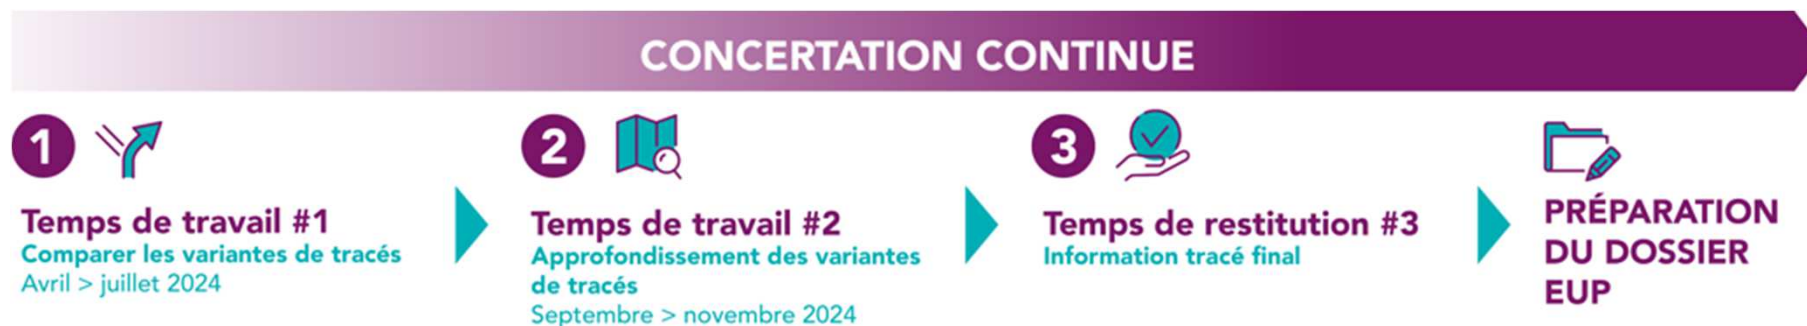 CONCERTATION CONTINUE
1
Temps de travail #1
Comparer les variantes de tracés
Avril > juillet 2024
2
Temps de travail #2
Approfondissement des variantes
de tracés
Septembre > novembre 2024
3
Temps de restitution #3
Information tracé final
PRÉPARATION
DU DOSSIER
EUP